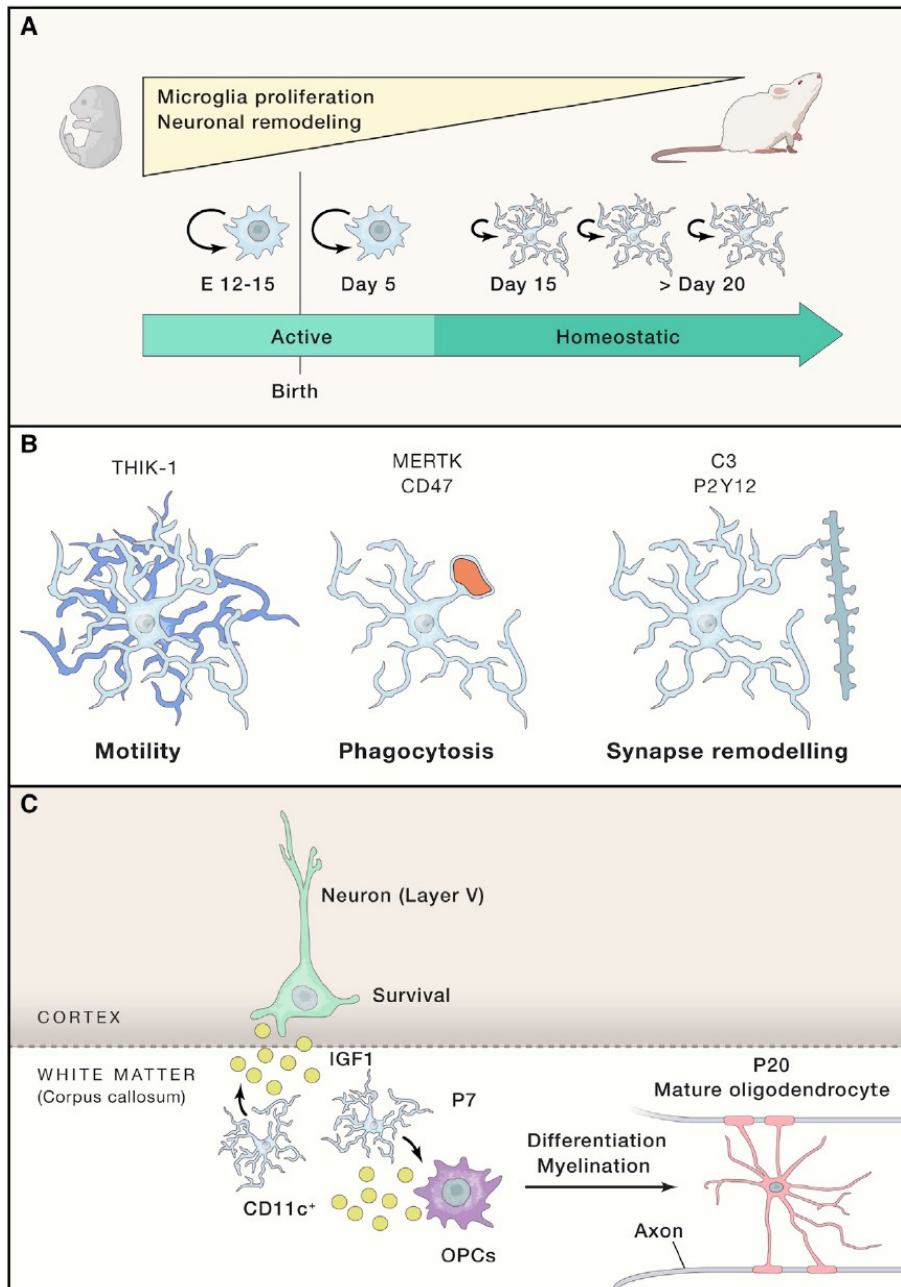 A
Microglia proliferation
Neuronal remodeling
E 12-15
Day 5
Day 15
> Day 20
Active
Homeostatic
Birth
B
THIK-1
MERTK
CD47
C3
P2Y12
Motility
Phagocytosis
Synapse remodelling
C
Neuron (Layer V)
Survival
CORTEX
WHITE MATTER
(Corpus callosum)
IGF1
P7
CD11c⁺
OPCs
Differentiation
Myelination
P20
Mature oligodendrocyte
Axon